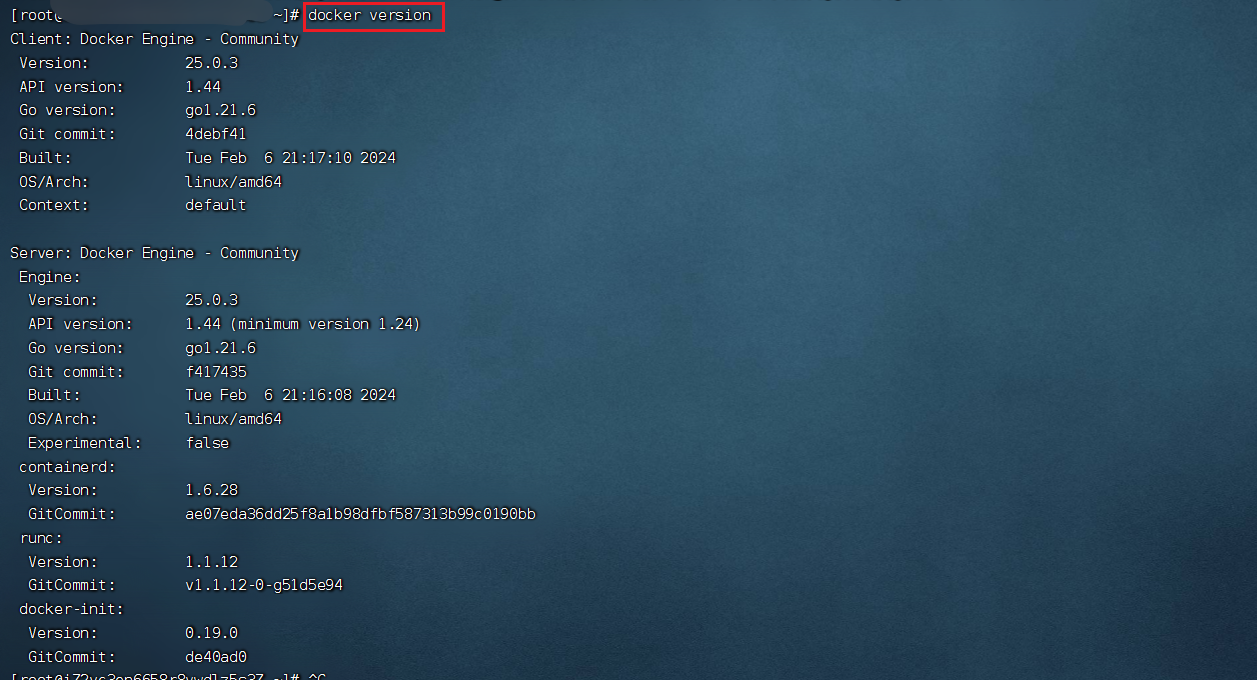 [root@ ~]# docker version
Client: Docker Engine - Community
Version: 25.0.3
API version: 1.44
Go version: go1.21.6
Git commit: 4debf41
Built: Tue Feb  6 21:17:10 2024
OS/Arch: linux/amd64
Context: default
Server: Docker Engine - Community
Engine:
Version: 25.0.3
API version: 1.44 (minimum version 1.24)
Go version: go1.21.6
Git commit: f417435
Built: Tue Feb  6 21:16:08 2024
OS/Arch: linux/amd64
Experimental: false
containerd:
Version: 1.6.28
GitCommit: ae07eda36dd25f8a1b98dfbf587313b99c0190bb
runc:
Version: 1.1.12
GitCommit: v1.1.12-0-g51d5e94
docker-init:
Version: 0.19.0
GitCommit: de40ad0
~]# ^C